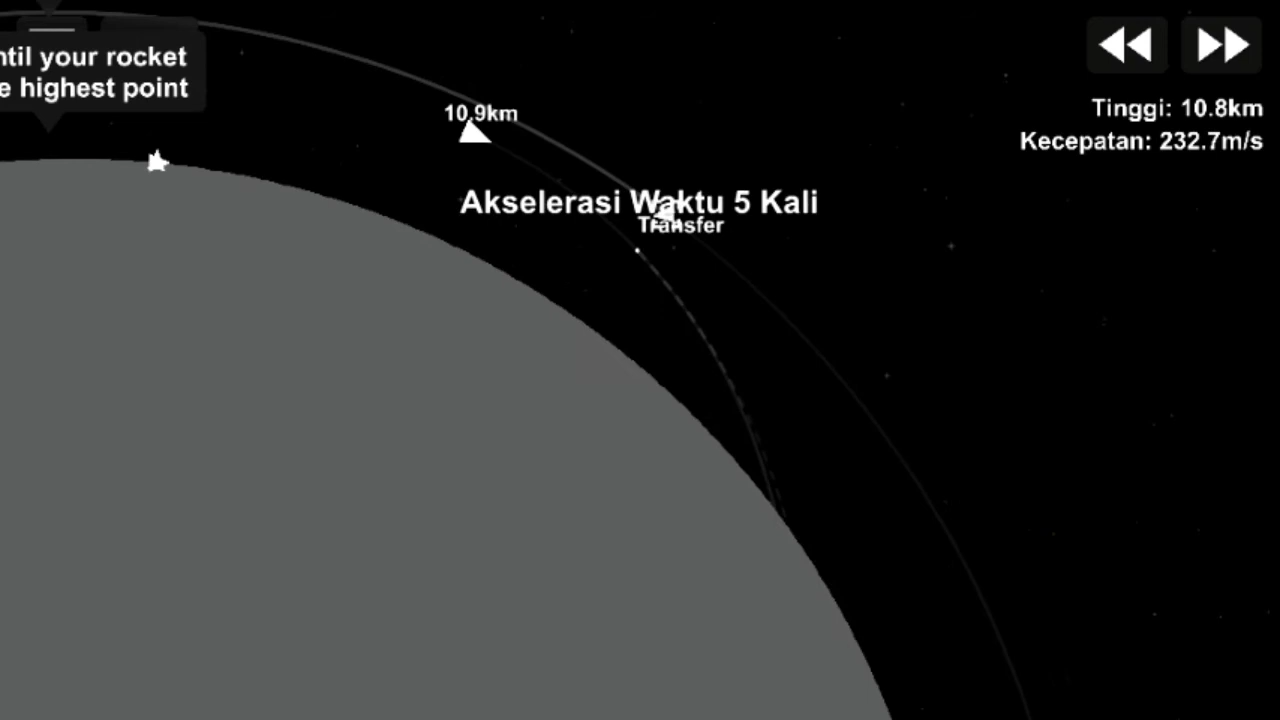 ntil your rocket
e highest point
10.9km
Tinggi: 10.8km
Kecepatan: 232.7m/s
Akselerasi Waktu 5 Kali
Transfer